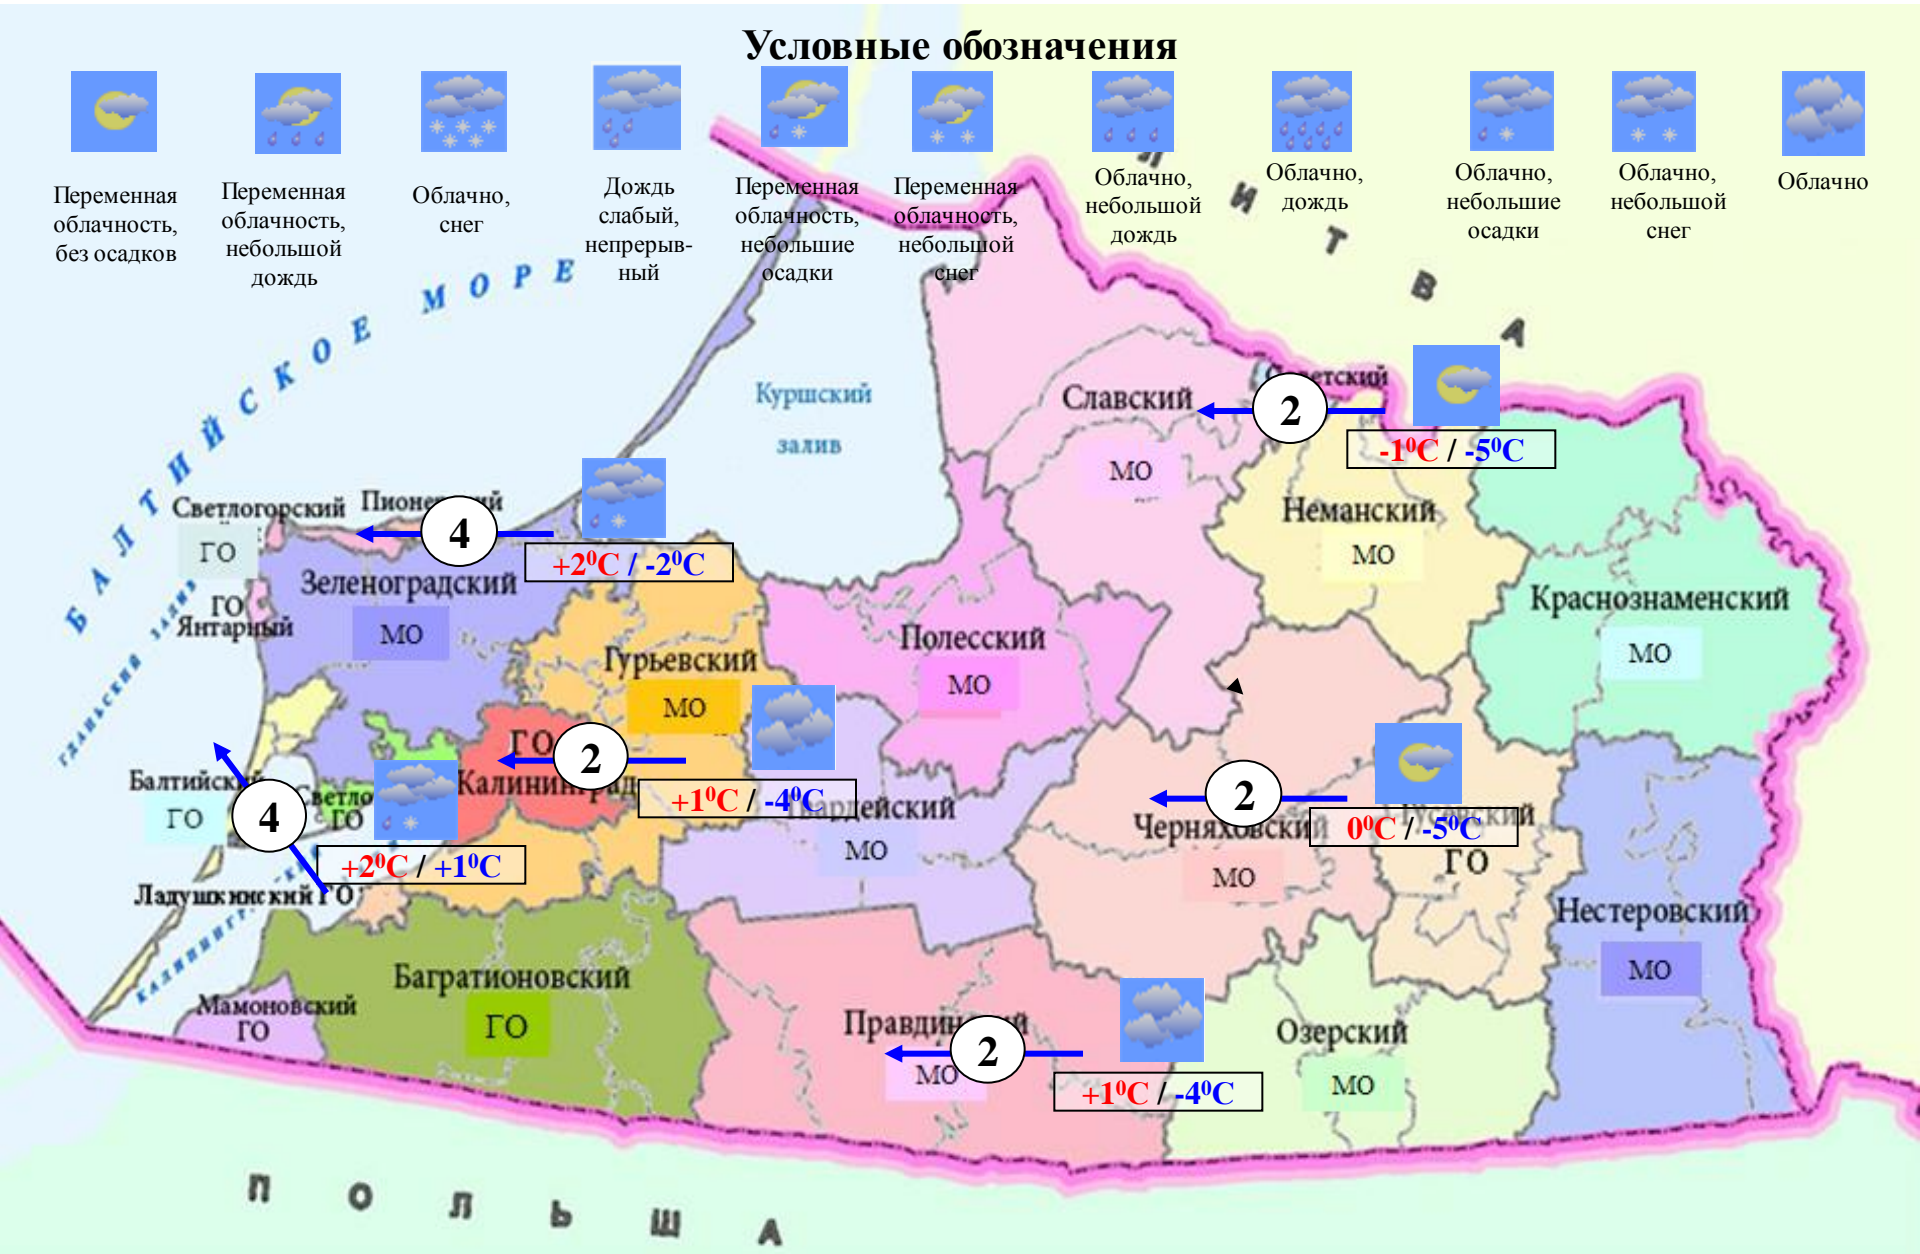 Условные обозначения
Переменная
облачность,
без осадков
Переменная
облачность,
небольшой
дождь
Облачно,
снег
Дождь
слабый,
непрерыв-
ный
Переменная
облачность,
небольшие
осадки
Переменная
облачность,
небольшой
снег
Облачно,
небольшой
дождь
Облачно,
дождь
Облачно,
небольшие
осадки
Облачно,
небольшой
снег
Облачно
БАЛТИЙСКОЕ МОРЕ
ЛИТВА
Куршский
залив
Славский
МО
2
-1⁰C / -5⁰C
Светлогорский
ГО
4
+2⁰C / -2⁰C
Неманский
МО
Зеленоградский
МО
ГО
Янтарный
Краснознаменский
МО
Полесский
МО
Гурьевский
МО
ГО
Калининград
2
+1⁰C / -4⁰C
МО
Балтийский
ГО
4
ГО
+2⁰C / +1⁰C
Ладушкинский ГО
Черняховский
МО
2
0⁰C / -5⁰C
ГО
Нестеровский
МО
Багратионовский
ГО
Мамоновский
ГО
Правдинский
МО
2
+1⁰C / -4⁰C
Озерский
МО
ПОЛЬША